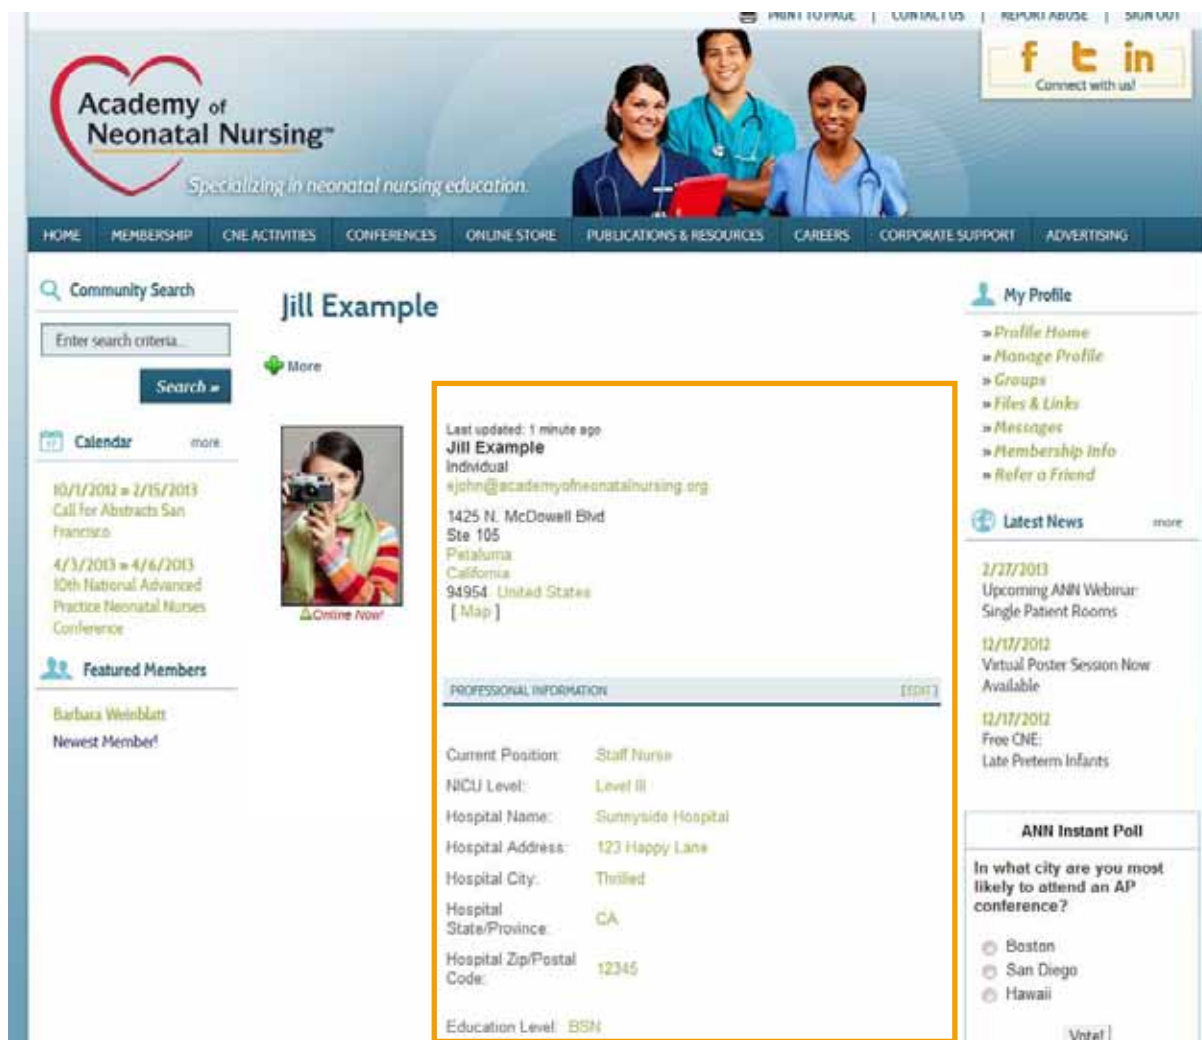 PRINT TO PAGE | CONTACT US | REPORT ABUSE | SIGN OUT
f t in
Connect with us!
Academy of
Neonatal Nursing™
Specializing in neonatal nursing education.
HOME MEMBERSHIP CNE ACTIVITIES CONFERENCES ONLINE STORE PUBLICATIONS & RESOURCES CAREERS CORPORATE SUPPORT ADVERTISING
Community Search
Enter search criteria...
Search »
Calendar more
10/1/2012 » 2/15/2013
Call for Abstracts San
Francisco
4/3/2013 » 4/6/2013
10th National Advanced
Practice Neonatal Nurses
Conference
Featured Members
Barbara Weinblatt
Newest Member!
Jill Example
More
Online Now!
Last updated: 1 minute ago
Jill Example
Individual
ejohn@academyofneonatalnursing.org
1425 N. McDowell Blvd
Ste 105
Petaluma
California
94954 United States
[ Map ]
PROFESSIONAL INFORMATION [EDIT]
Current Position: Staff Nurse
NICU Level: Level III
Hospital Name: Sunnyside Hospital
Hospital Address: 123 Happy Lane
Hospital City: Thrilled
Hospital
State/Province: CA
Hospital Zip/Postal
Code: 12345
Education Level: BSN
My Profile
» Profile Home
» Manage Profile
» Groups
» Files & Links
» Messages
» Membership Info
» Refer a Friend
Latest News more
2/27/2013
Upcoming ANN Webinar:
Single Patient Rooms
12/17/2012
Virtual Poster Session Now
Available
12/17/2012
Free CNE:
Late Preterm Infants
ANN Instant Poll
In what city are you most
likely to attend an AP
conference?
Boston
San Diego
Hawaii
Vote!